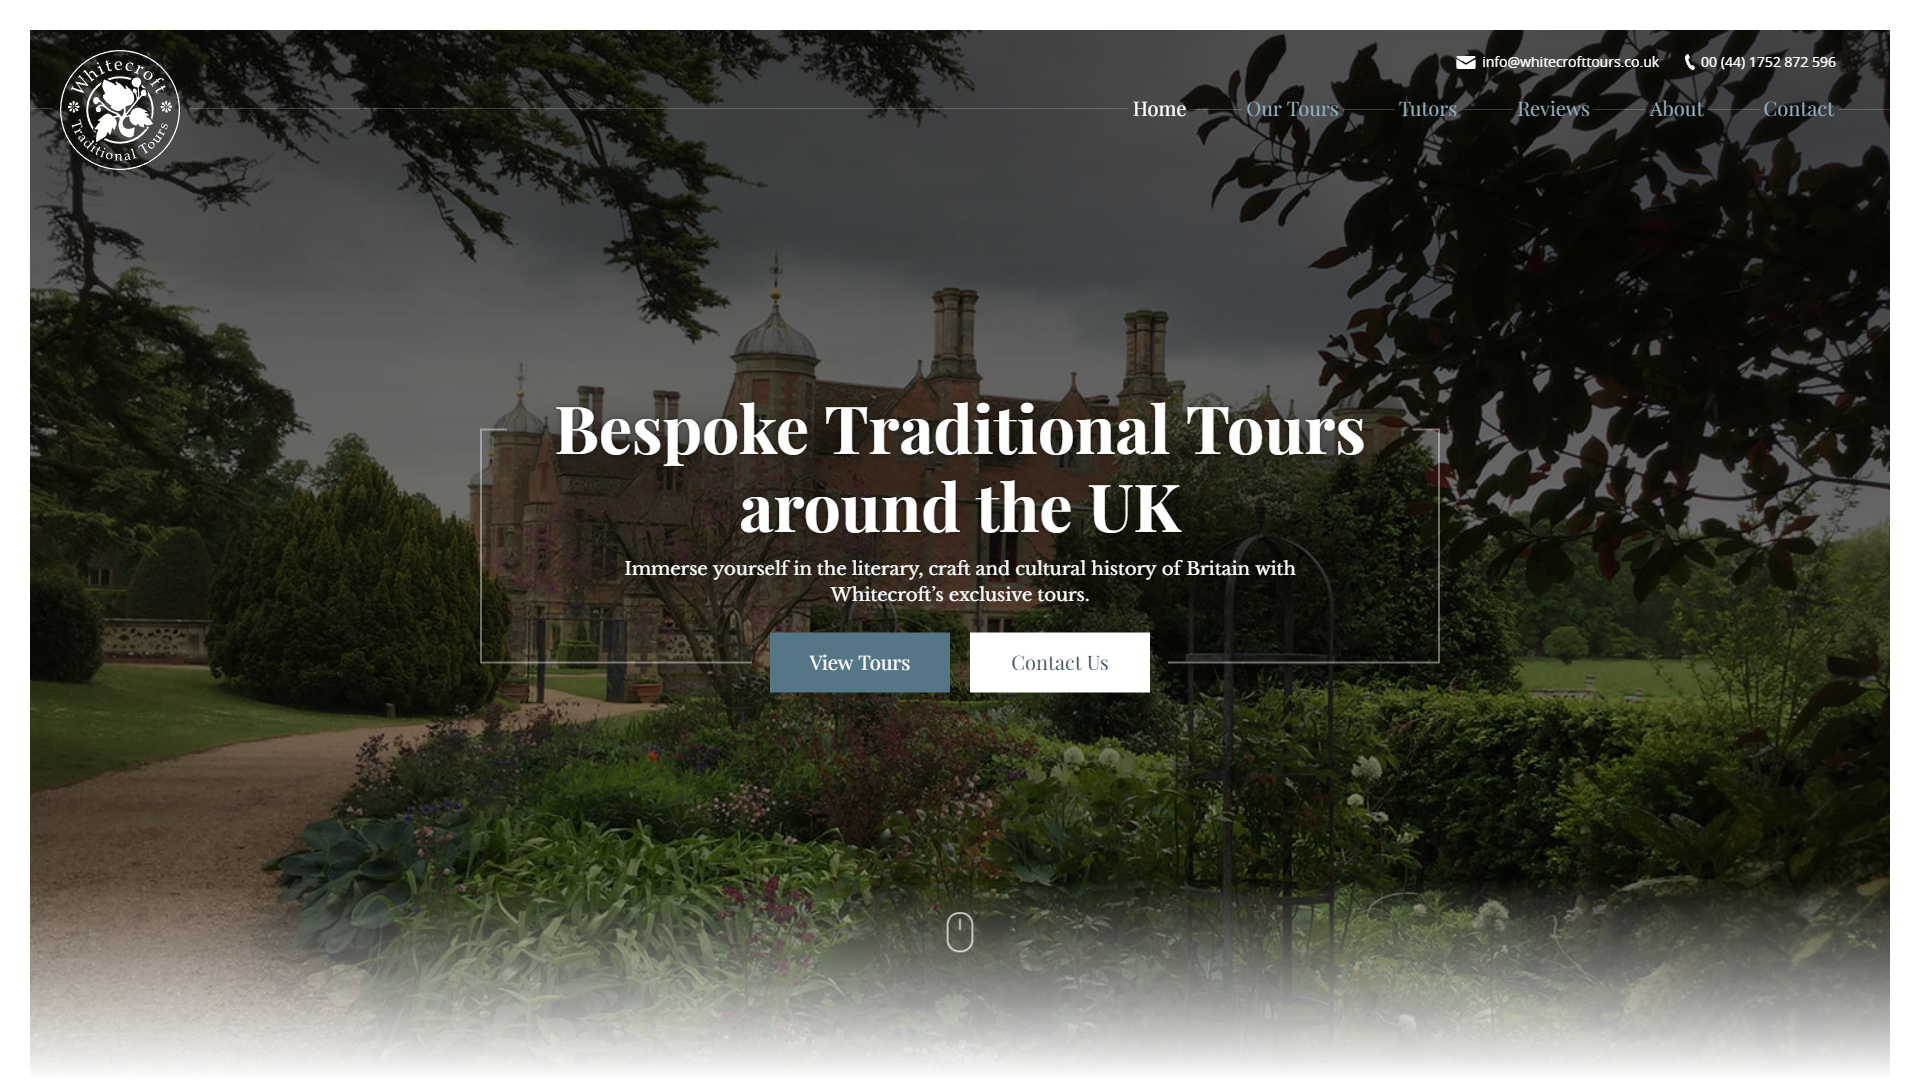 Whitecroft
Traditional Tours
info@whitecrofttours.co.uk 00 (44) 1752 872 596
Home Our Tours Tutors Reviews About Contact
Bespoke Traditional Tours
around the UK
Immerse yourself in the literary, craft and cultural history of Britain with
Whitecroft’s exclusive tours.
View Tours Contact Us